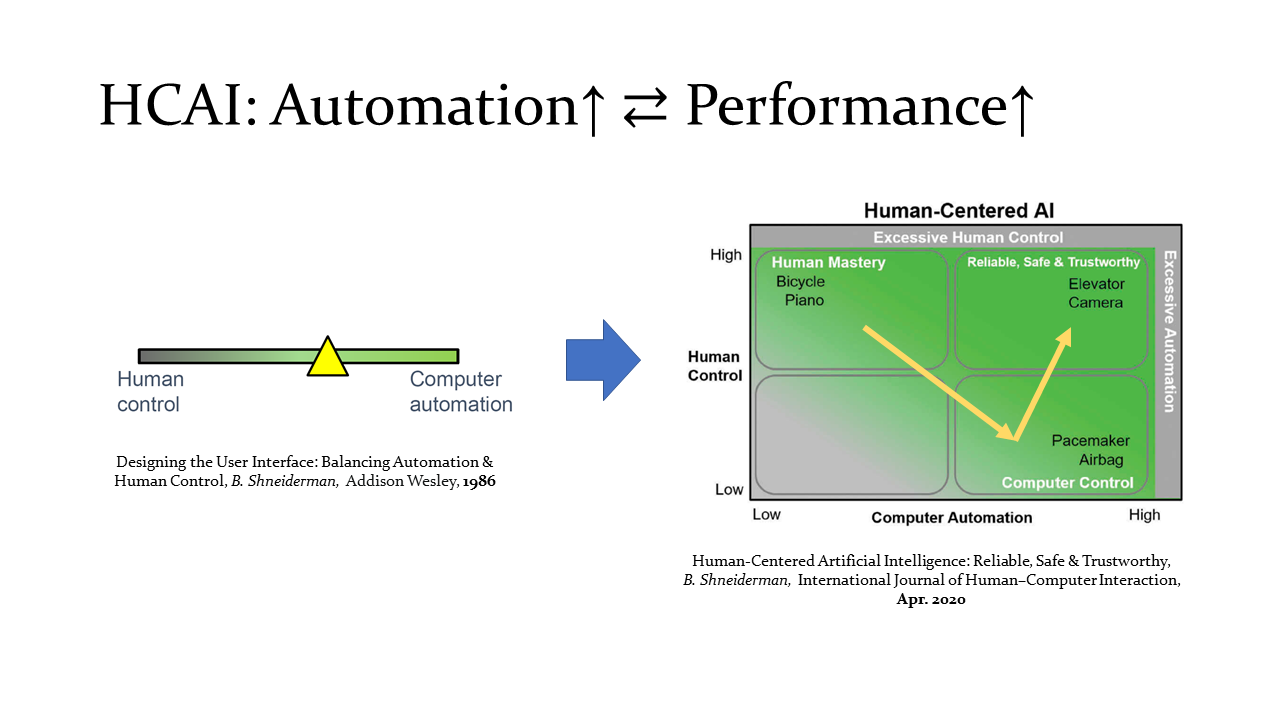 HCAI: Automation↑ ⇄ Performance↑
Human
control
Computer
automation
Designing the User Interface: Balancing Automation &
Human Control, B. Shneiderman, Addison Wesley, 1986
Human-Centered AI
Excessive Human Control
Excessive Automation
High
Human
Control
Low
Human Mastery
Bicycle
Piano
Reliable, Safe & Trustworthy
Elevator
Camera
Pacemaker
Airbag
Computer Control
Low
Computer Automation
High
Human-Centered Artificial Intelligence: Reliable, Safe & Trustworthy,
B. Shneiderman, International Journal of Human–Computer Interaction,
Apr. 2020